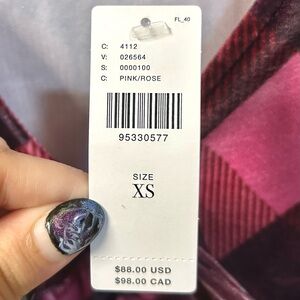 FL_40
C: 4112
V: 026564
S: 0000100
C: PINK/ROSE
95330577
SIZE
XS
$88.00 USD
$98.00 CAD